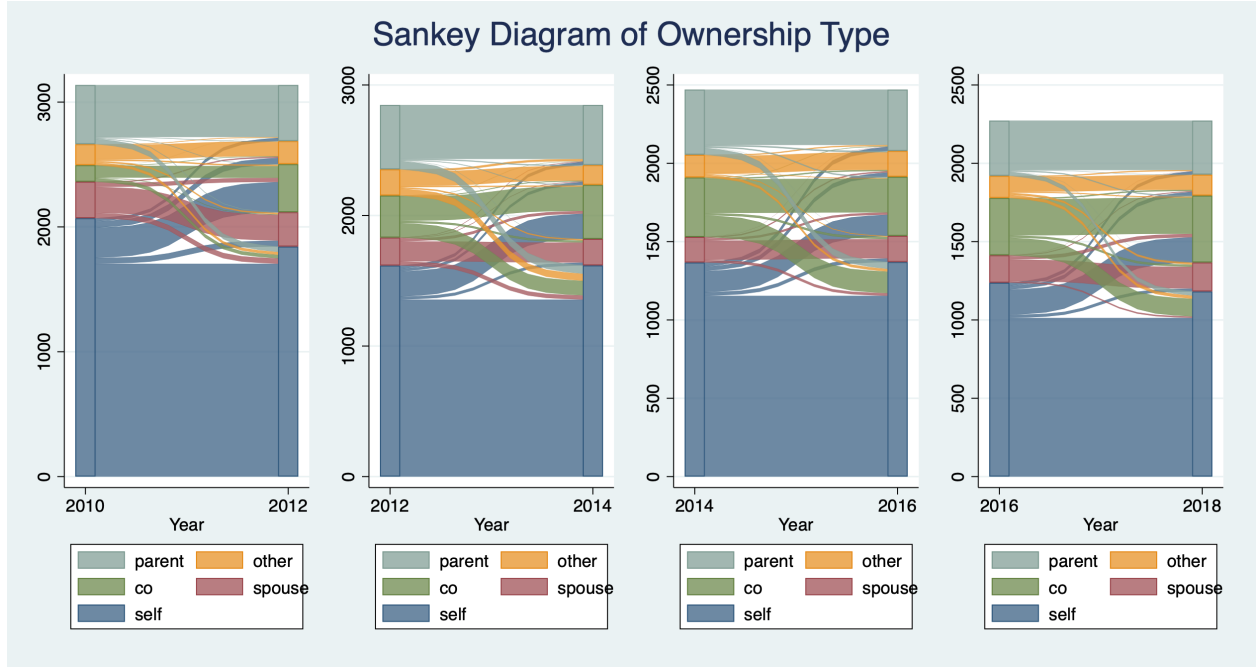 Sankey Diagram of Ownership Type
3000
2000
1000
0
2010
2012
Year
parent
other
co
spouse
self
3000
2000
1000
0
2012
2014
Year
parent
other
co
spouse
self
2500
2000
1500
1000
500
0
2014
2016
Year
parent
other
co
spouse
self
2500
2000
1500
1000
500
0
2016
2018
Year
parent
other
co
spouse
self